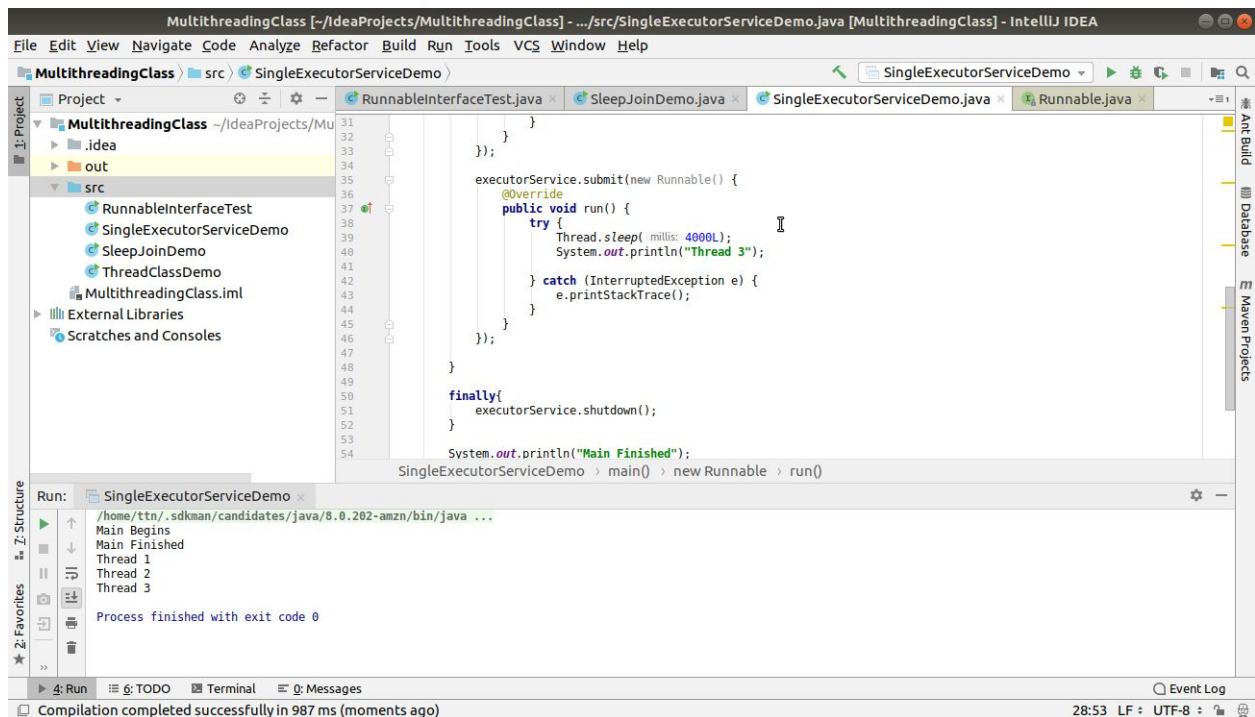 MultithreadingClass [~/IdeaProjects/MultithreadingClass] - .../src/SingleExecutorServiceDemo.java [MultithreadingClass] - IntelliJ IDEA
File Edit View Navigate Code Analyze Refactor Build Run Tools VCS Window Help
MultithreadingClass src SingleExecutorServiceDemo SingleExecutorServiceDemo
1: Project
Project
RunnableInterfaceTest.java SleepJoinDemo.java SingleExecutorServiceDemo.java Runnable.java
MultithreadingClass ~/IdeaProjects/Mu
.idea
out
src
RunnableInterfaceTest
SingleExecutorServiceDemo
SleepJoinDemo
ThreadClassDemo
MultithreadingClass.iml
External Libraries
Scratches and Consoles
31 }
32 }
33 });
34
35 executorService.submit(new Runnable() {
36 @Override
37 public void run() {
38 try {
39 Thread.sleep( millis: 4000L);
40 System.out.println("Thread 3");
41
42 } catch (InterruptedException e) {
43 e.printStackTrace();
44 }
45 }
46 });
47
48 }
49
50 finally{
51 executorService.shutdown();
52 }
53
54 System.out.println("Main Finished");
SingleExecutorServiceDemo › main() › new Runnable › run()
1
Ant Build
Database
m Maven Projects
7: Structure
2: Favorites
Run: SingleExecutorServiceDemo
/home/ttn/.sdkman/candidates/java/8.0.202-amzn/bin/java ...
Main Begins
Main Finished
Thread 1
Thread 2
Thread 3
Process finished with exit code 0
4: Run 6: TODO Terminal 0: Messages Event Log
Compilation completed successfully in 987 ms (moments ago) 28:53 LF UTF-8